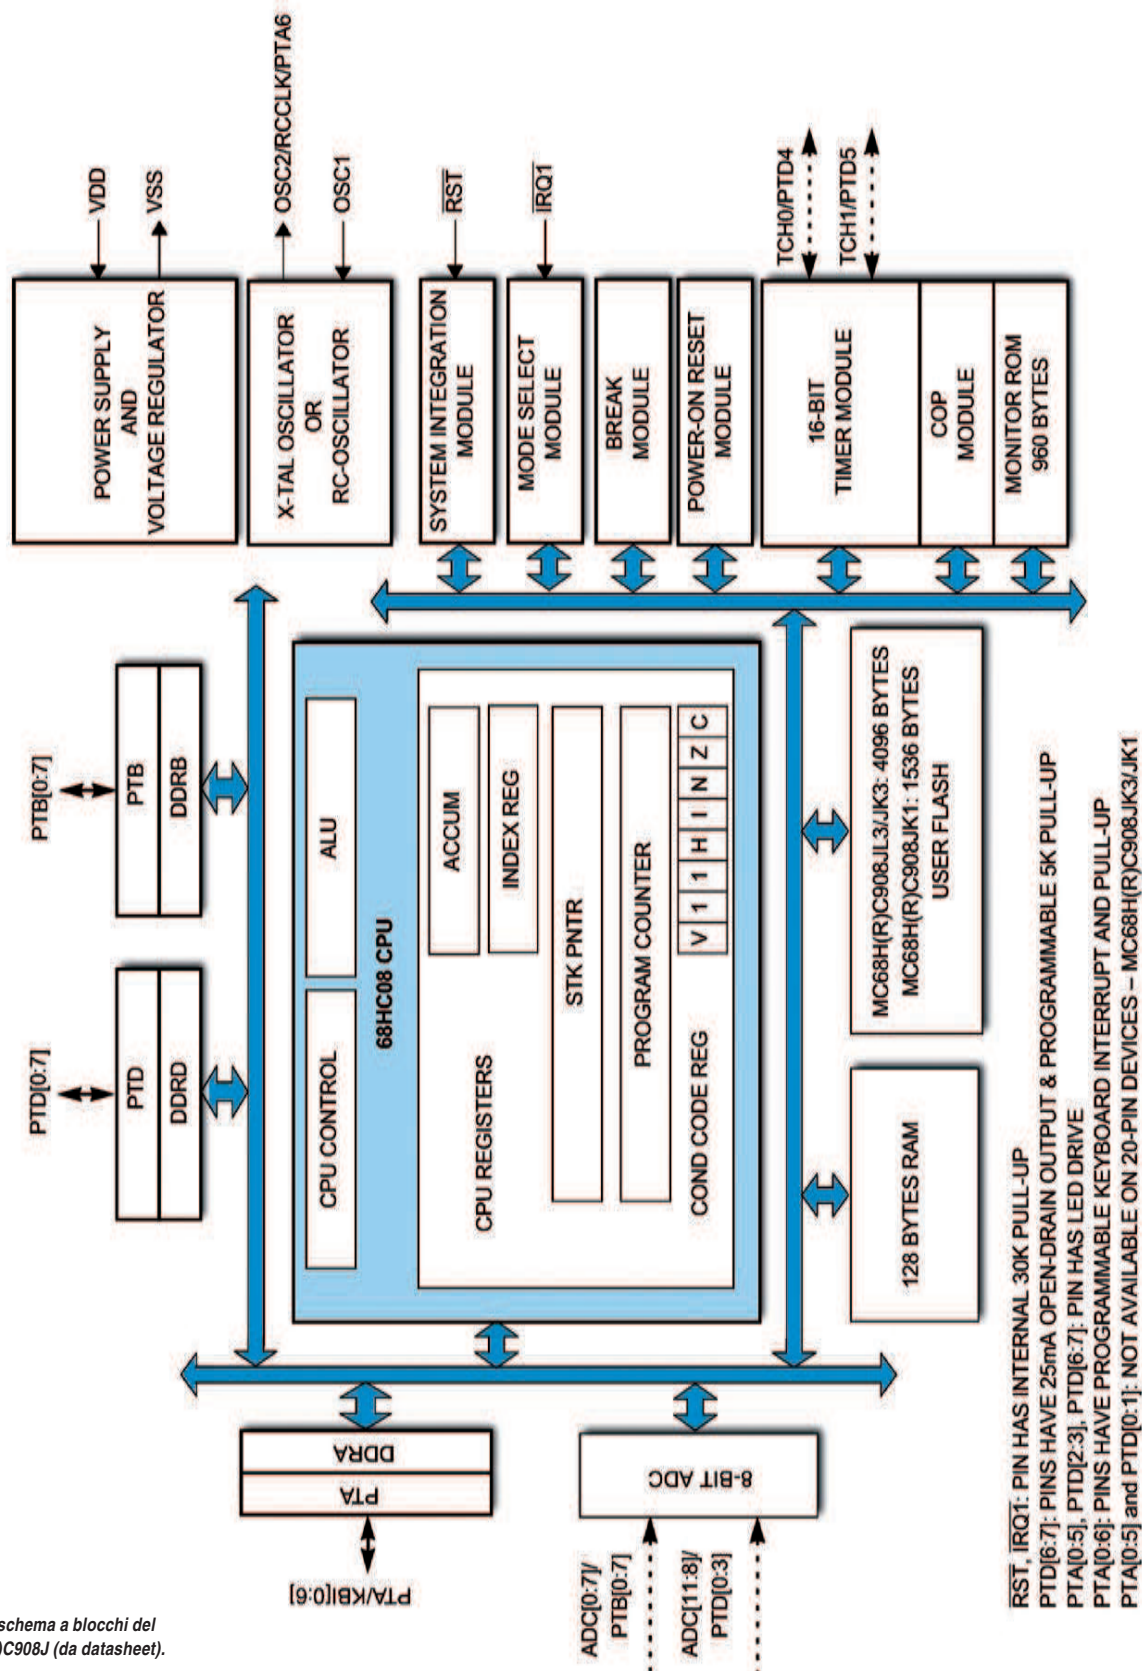 PTA/KBI[0:6]
PTA
DDRA
ADC[0:7]/
PTB[0:7]
ADC[11:8]/
PTD[0:3]
8-BIT ADC
PTD[0:7]
PTD
DDRD
PTB[0:7]
PTB
DDRB
CPU CONTROL
ALU
68HC08 CPU
CPU REGISTERS
ACCUM
INDEX REG
STK PNTR
PROGRAM COUNTER
COND CODE REG
V 1 1 H I N Z C
128 BYTES RAM
MC68H(R)C908JL3/JK3: 4096 BYTES
MC68H(R)C908JK1: 1536 BYTES
USER FLASH
POWER SUPPLY
AND
VOLTAGE REGULATOR
VDD
VSS
X-TAL OSCILLATOR
OR
RC-OSCILLATOR
OSC2/RCCLK/PTA6
OSC1
SYSTEM INTEGRATION
MODULE
RST
MODE SELECT
MODULE
IRQ1
BREAK
MODULE
POWER-ON RESET
MODULE
16-BIT
TIMER MODULE
TCH0/PTD4
TCH1/PTD5
COP
MODULE
MONITOR ROM
960 BYTES
RST, IRQ1: PIN HAS INTERNAL 30K PULL-UP
PTD[6:7]: PINS HAVE 25mA OPEN-DRAIN OUTPUT & PROGRAMMABLE 5K PULL-UP
PTA[0:5], PTD[2:3], PTD[6:7]: PIN HAS LED DRIVE
PTA[0:6]: PINS HAVE PROGRAMMABLE KEYBOARD INTERRUPT AND PULL-UP
PTA[0:5] and PTD[0:1]: NOT AVAILABLE ON 20-PIN DEVICES – MC68H(R)C908JK3/JK1
schema a blocchi del
)C908J (da datasheet).